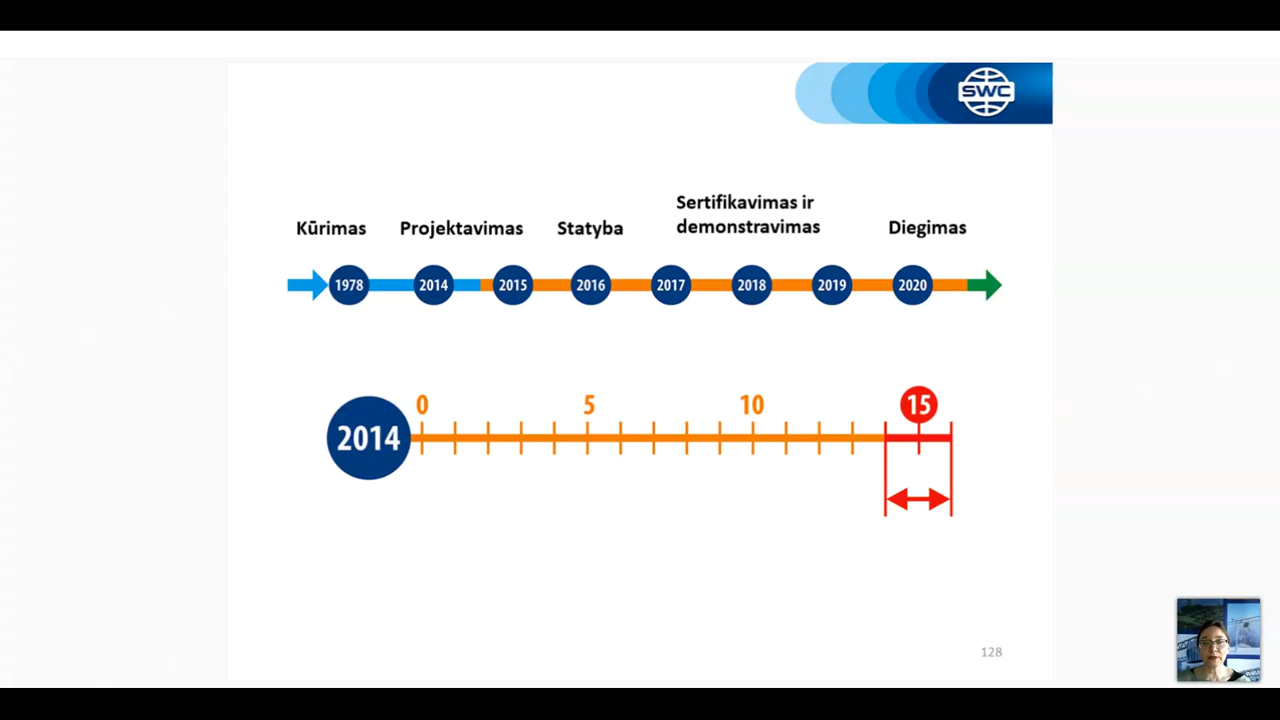 SWC
Sertifikavimas ir
demonstravimas
Kūrimas
Projektavimas
Statyba
Diegimas
1978
2014
2015
2016
2017
2018
2019
2020
0
5
10
15
2014
128